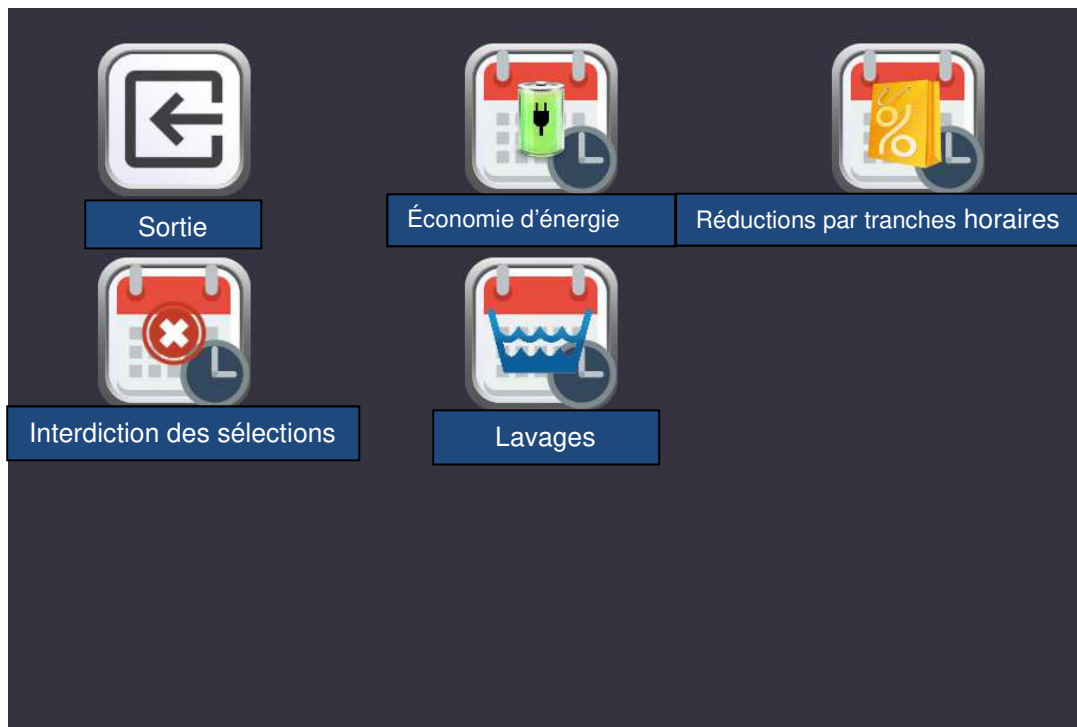 Sortie
Économie d'énergie
Réductions par tranches horaires
Interdiction des sélections
Lavages